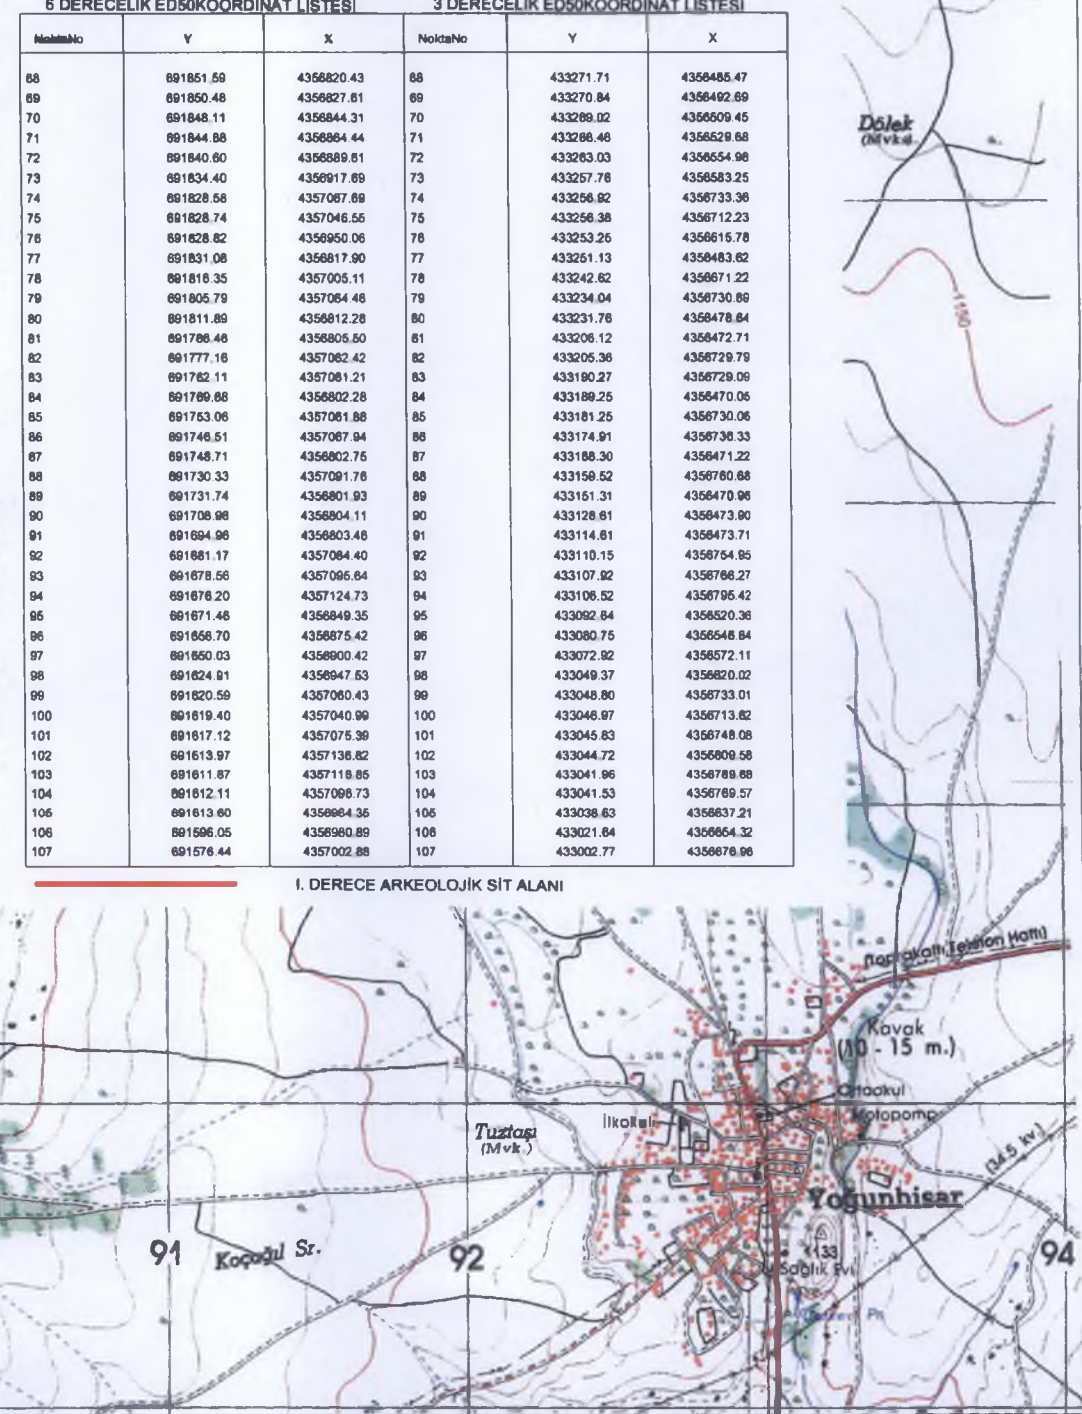 6 DERECELİK ED50KOORDİNAT LİSTESİ 3 DERECELİK ED50KOORDİNAT LİSTESİ
NoktaNo Y X NoktaNo Y X
68 691851.59 4356820.43 68 433271.71 4356485.47
69 691850.48 4356827.61 69 433270.84 4356492.69
70 691848.11 4356844.31 70 433269.02 4356509.45
71 691844.88 4356864.44 71 433266.46 4356529.68
72 691840.60 4356889.81 72 433263.03 4356554.98
73 691834.40 4356917.69 73 433257.76 4356583.25
74 691828.58 4357067.69 74 433256.92 4356733.36
75 691828.74 4357046.55 75 433256.38 4356712.23
76 691828.82 4356950.06 76 433253.25 4356615.78
77 691831.08 4356817.90 77 433251.13 4356483.62
78 691816.35 4357005.11 78 433242.62 4356671.22
79 691805.79 4357064.46 79 433234.04 4356730.89
80 691811.89 4356812.28 80 433231.76 4356478.64
81 691786.46 4356805.50 81 433206.12 4356472.71
82 691777.16 4357062.42 82 433205.36 4356729.79
83 691762.11 4357061.21 83 433190.27 4356729.09
84 691769.68 4356802.28 84 433189.25 4356470.05
85 691753.06 4357061.88 85 433181.25 4356730.06
86 691746.51 4357067.94 86 433174.91 4356736.33
87 691748.71 4356802.75 87 433168.30 4356471.22
88 691730.33 4357091.76 88 433159.52 4356760.68
89 691731.74 4356801.93 89 433151.31 4356470.96
90 691708.98 4356804.11 90 433128.61 4356473.90
91 691694.96 4356803.46 91 433114.61 4356473.71
92 691681.17 4357084.40 92 433110.15 4356754.95
93 691678.56 4357095.64 93 433107.92 4356766.27
94 691676.20 4357124.73 94 433106.52 4356795.42
95 691671.46 4356849.35 95 433092.64 4356520.36
96 691658.70 4356875.42 96 433080.75 4356546.84
97 691650.03 4356900.42 97 433072.92 4356572.11
98 691624.91 4356947.53 98 433049.37 4356620.02
99 691620.59 4357060.43 99 433048.80 4356733.01
100 691619.40 4357040.99 100 433046.97 4356713.62
101 691617.12 4357075.39 101 433045.83 4356748.08
102 691613.97 4357136.82 102 433044.72 4356809.58
103 691611.87 4357116.85 103 433041.96 4356789.68
104 691612.11 4357096.73 104 433041.53 4356769.57
105 691613.60 4356964.35 105 433038.63 4356637.21
106 691596.05 4356980.89 106 433021.64 4356654.32
107 691576.44 4357002.88 107 433002.77 4356676.96
I. DERECE ARKEOLOJİK SİT ALANI
Dölek
(Mvkı)
1150
(Toprakaltı Telefon Hattı)
Kavak
(10 - 15 m.)
Ortaokul
Motopomp
İlkokul
Tuztaşı
(Mvk.)
(34.5 kv.)
Yoğunhisar
91
Koçoğul Sr.
92
1133
Sağlık Evi
94
Pn